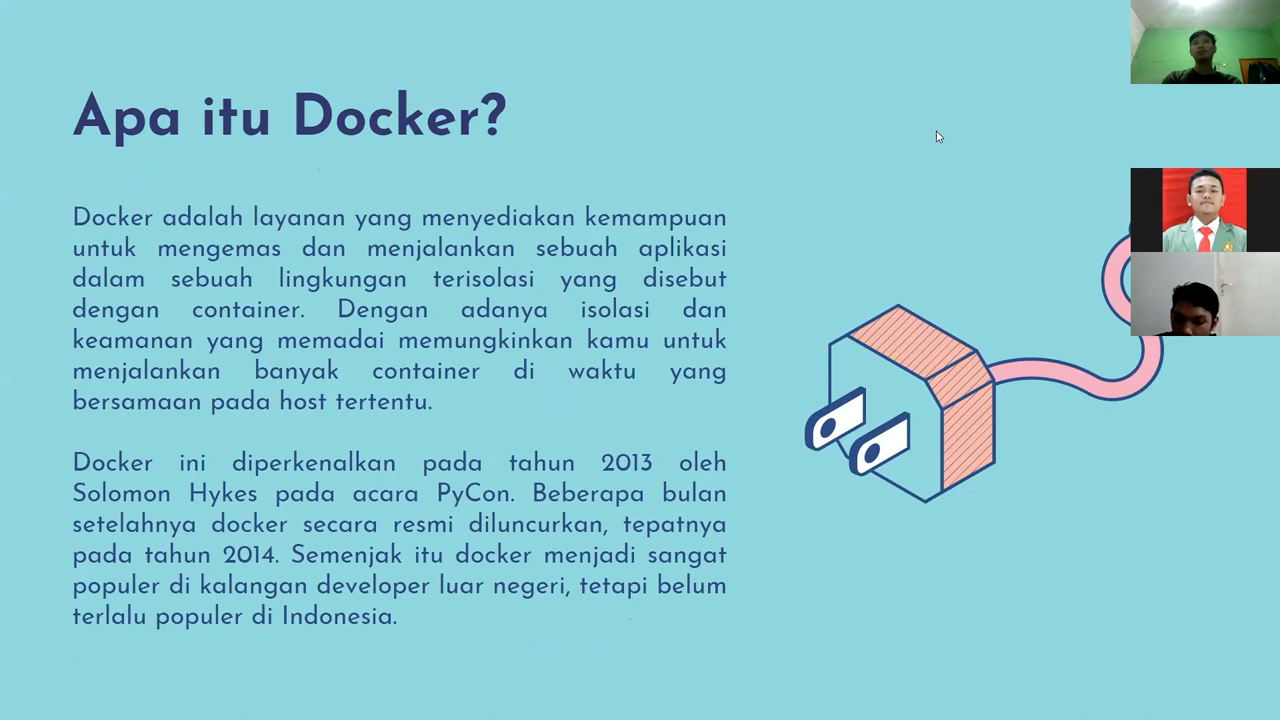 Apa itu Docker?
Docker adalah layanan yang menyediakan kemampuan
untuk mengemas dan menjalankan sebuah aplikasi
dalam sebuah lingkungan terisolasi yang disebut
dengan container. Dengan adanya isolasi dan
keamanan yang memadai memungkinkan kamu untuk
menjalankan banyak container di waktu yang
bersamaan pada host tertentu.
Docker ini diperkenalkan pada tahun 2013 oleh
Solomon Hykes pada acara PyCon. Beberapa bulan
setelahnya docker secara resmi diluncurkan, tepatnya
pada tahun 2014. Semenjak itu docker menjadi sangat
populer di kalangan developer luar negeri, tetapi belum
terlalu populer di Indonesia.